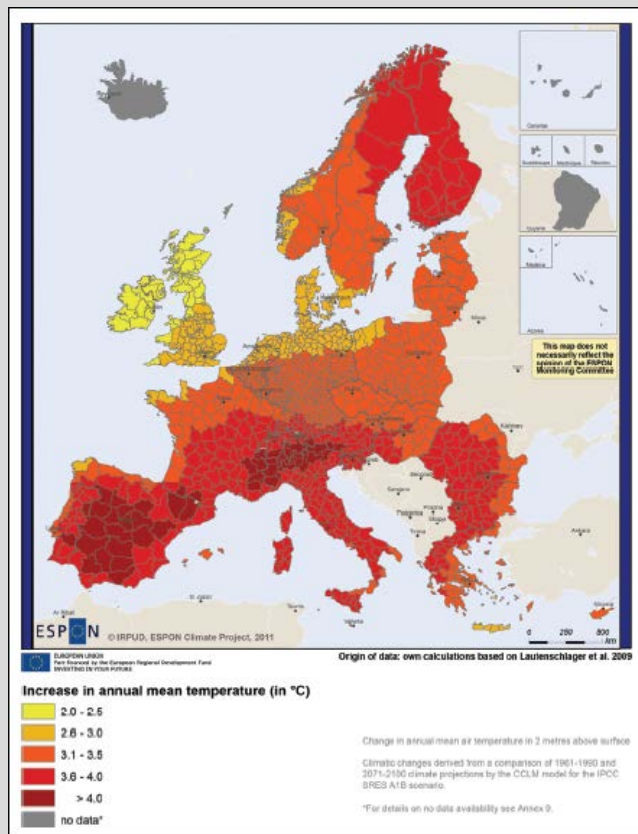 Canarias
Guadeloupe
Martinique
Réunion
Guyane
Madeira
This map does not
necessarily reflect the
opinion of the ESPON
Monitoring Committee
Ankara
Tunis
Valletta
ESPON
© IRPUD, ESPON Climate Project, 2011
km
EUROPEAN UNION
Part-financed by the European Regional Development Fund
INVESTING IN YOUR FUTURE
Origin of data: own calculations based on Lautenschlager et al. 2009
Increase in annual mean temperature (in °C)
2.0 - 2.5
2.6 - 3.0
3.1 - 3.5
3.6 - 4.0
> 4.0
no data*
Change in annual mean air temperature in 2 metres above surface
Climatic changes derived from a comparison of 1961-1990 and
2071-2100 climate projections by the CCLM model for the IPCC
SRES A1B scenario.
*For details on no data availability see Annex 9.